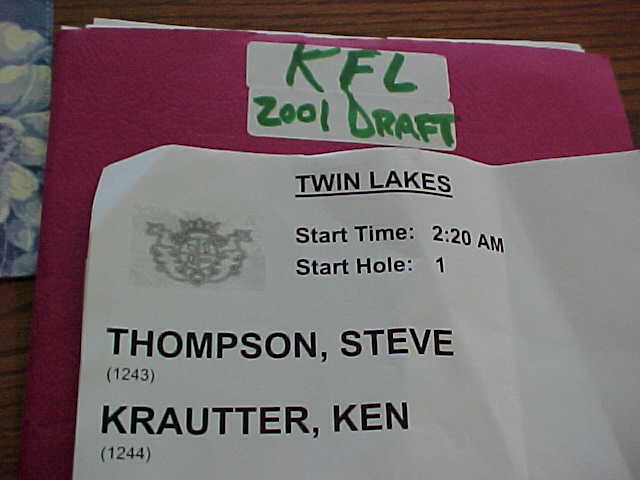 KFL
2001 DRAFT
TWIN LAKES
Start Time: 2:20 AM
Start Hole: 1
THOMPSON, STEVE
(1243)
KRAUTTER, KEN
(1244)